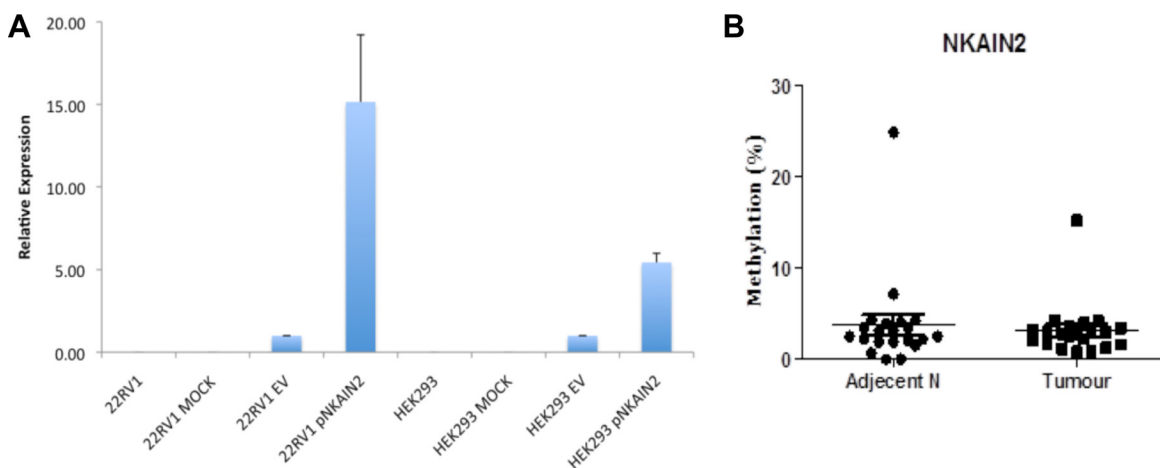 A
Relative Expression
20.00
15.00
10.00
5.00
0.00
22RV1
22RV1 MOCK
22RV1 EV
22RV1 pNKAIN2
HEK293
HEK293 MOCK
HEK293 EV
HEK293 pNKAIN2
B
NKAIN2
Methylation (%)
30
20
10
0
Adjecent N
Tumour